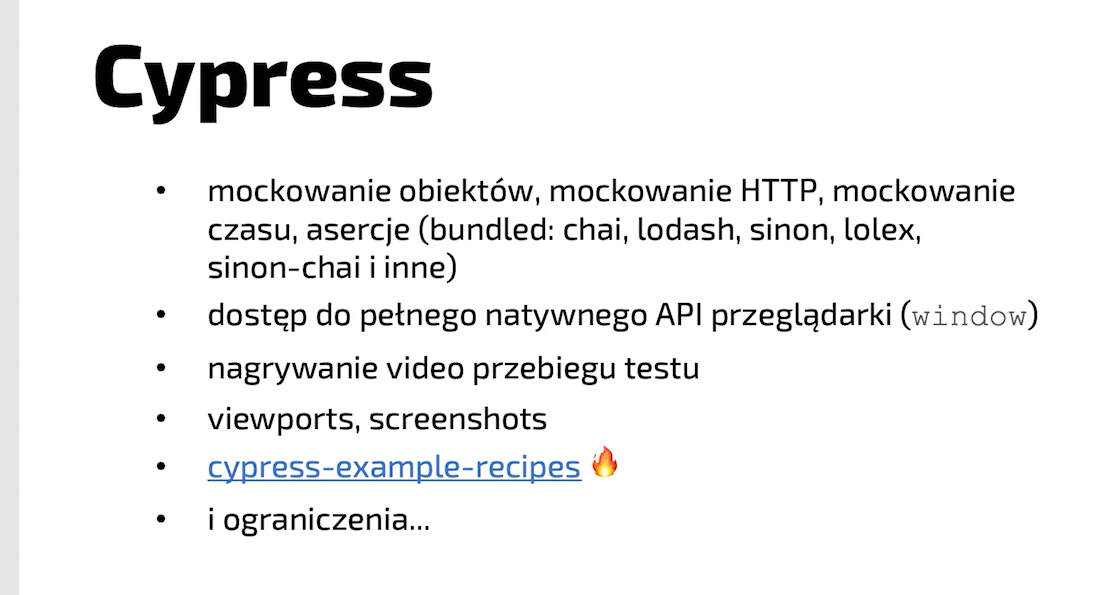 Cypress
• mockowanie obiektów, mockowanie HTTP, mockowanie
czasu, asercje (bundled: chai, lodash, sinon, lolex,
sinon-chai i inne)
• dostęp do pełnego natywnego API przeglądarki (window)
• nagrywanie video przebiegu testu
• viewports, screenshots
• cypress-example-recipes 🔥
• i ograniczenia...